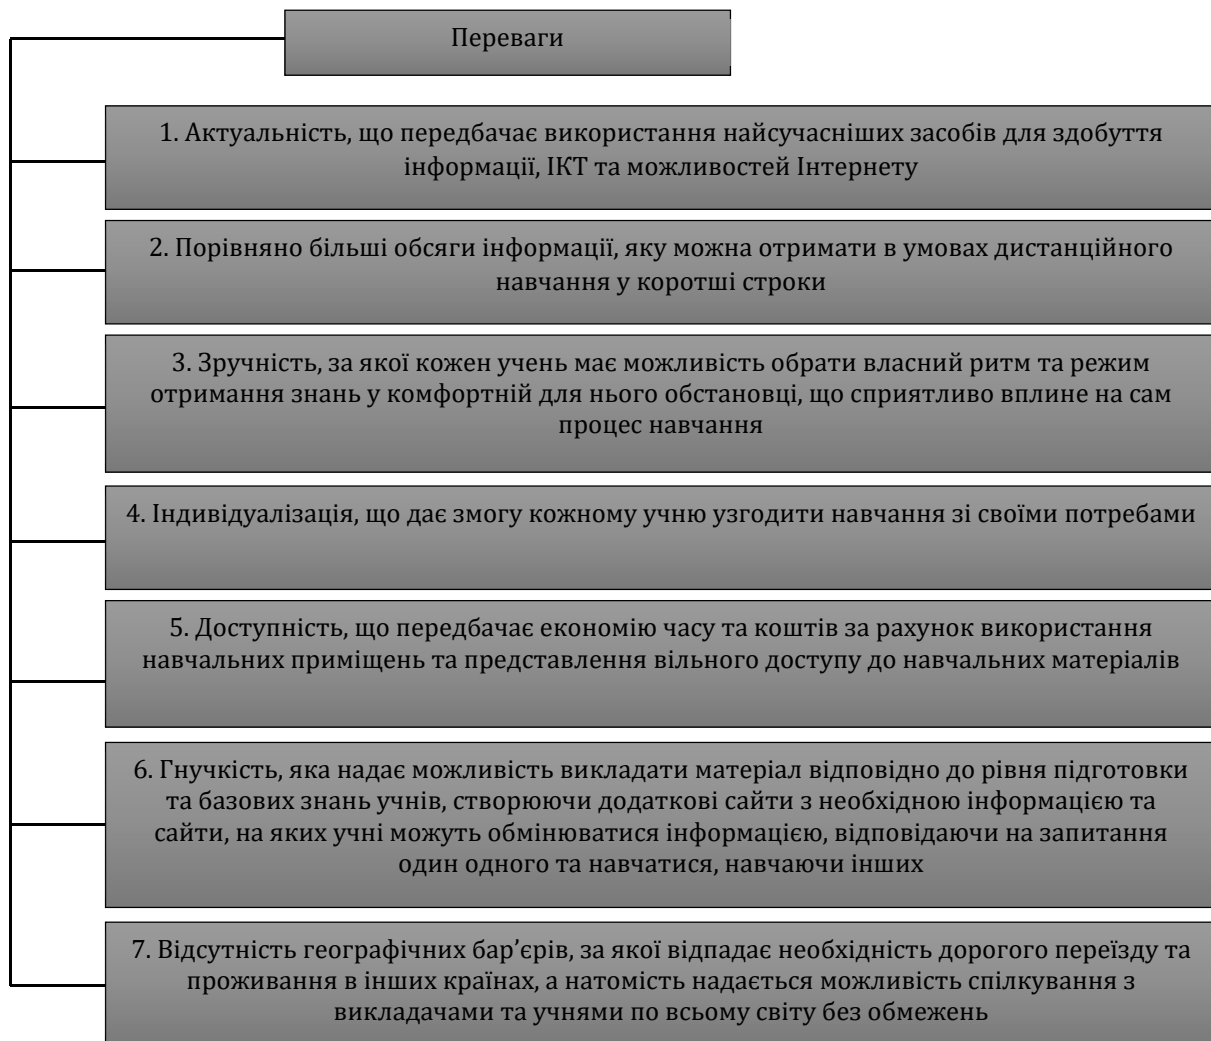 Переваги
1. Актуальність, що передбачає використання найсучасніших засобів для здобуття
інформації, ІКТ та можливостей Інтернету
2. Порівняно більші обсяги інформації, яку можна отримати в умовах дистанційного
навчання у коротші строки
3. Зручність, за якої кожен учень має можливість обрати власний ритм та режим
отримання знань у комфортній для нього обстановці, що сприятливо вплине на сам
процес навчання
4. Індивідуалізація, що дає змогу кожному учню узгодити навчання зі своїми потребами
5. Доступність, що передбачає економію часу та коштів за рахунок використання
навчальних приміщень та представлення вільного доступу до навчальних матеріалів
6. Гнучкість, яка надає можливість викладати матеріал відповідно до рівня підготовки
та базових знань учнів, створюючи додаткові сайти з необхідною інформацією та
сайти, на яких учні можуть обмінюватися інформацією, відповідаючи на запитання
один одного та навчатися, навчаючи інших
7. Відсутність географічних бар’єрів, за якої відпадає необхідність дорогого переїзду та
проживання в інших країнах, а натомість надається можливість спілкування з
викладачами та учнями по всьому світу без обмежень